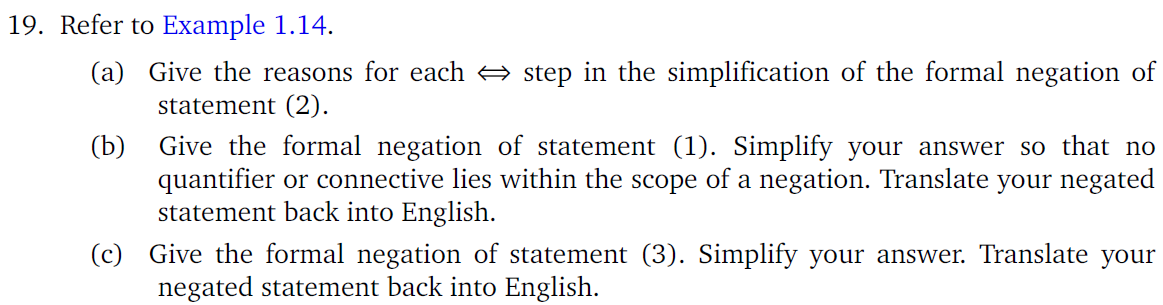 19. Refer to Example 1.14.
(a) Give the reasons for each ⟺ step in the simplification of the formal negation of
statement (2).
(b) Give the formal negation of statement (1). Simplify your answer so that no
quantifier or connective lies within the scope of a negation. Translate your negated
statement back into English.
(c) Give the formal negation of statement (3). Simplify your answer. Translate your
negated statement back into English.